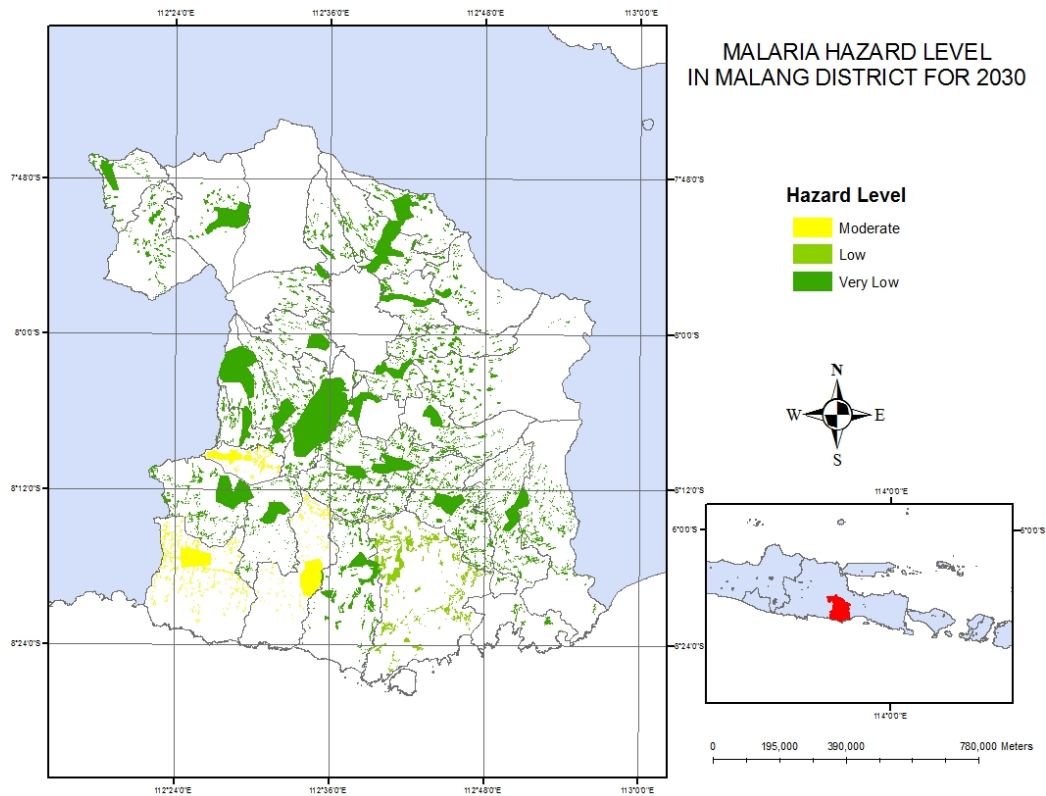 112°24'0"E 112°36'0"E 112°48'0"E 113°0'0"E
MALARIA HAZARD LEVEL
IN MALANG DISTRICT FOR 2030
7°48'0"S 7°48'0"S
Hazard Level
Moderate
Low
Very Low
8°0'0"S 8°0'0"S
N
W E
S
8°12'0"S 8°12'0"S
114°0'0"E
6°0'0"S 6°0'0"S
8°24'0"S 8°24'0"S
114°0'0"E
0 195,000 390,000 780,000 Meters
112°24'0"E 112°36'0"E 112°48'0"E 113°0'0"E